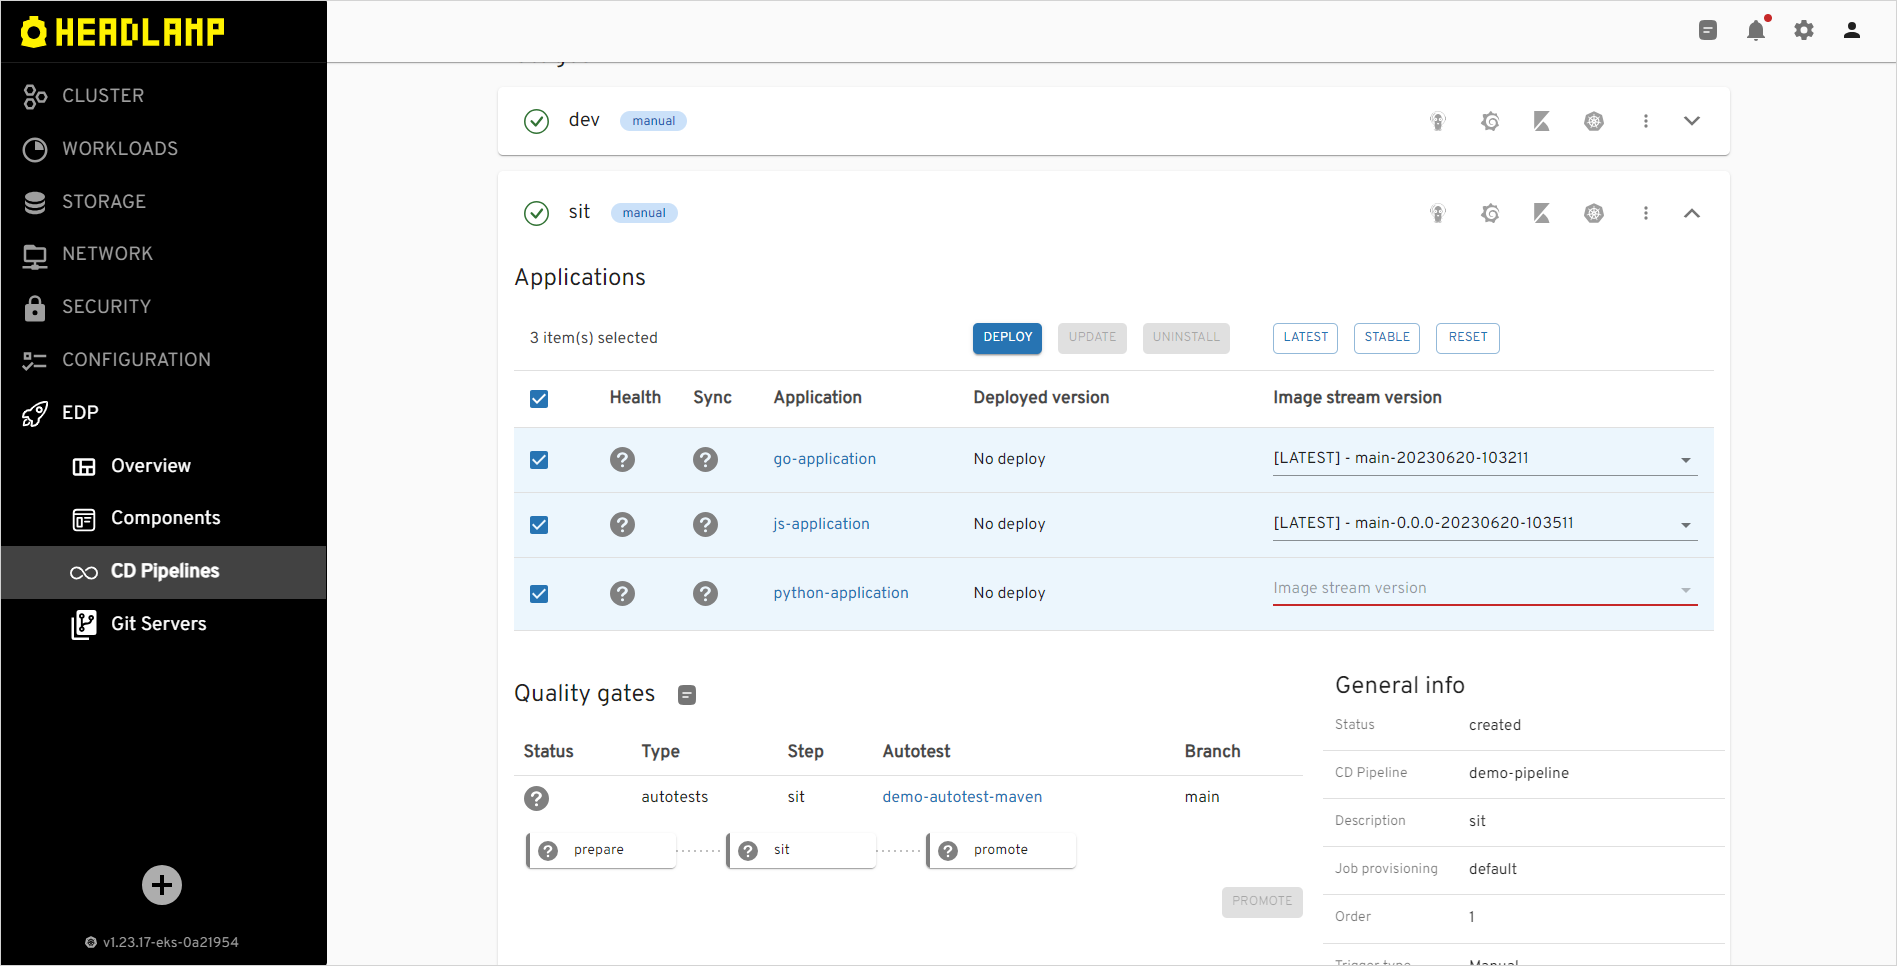 HEADLAMP
CLUSTER
WORKLOADS
STORAGE
NETWORK
SECURITY
CONFIGURATION
EDP
Overview
Components
CD Pipelines
Git Servers
v1.23.17-eks-0a21954
dev manual
sit manual
Applications
3 item(s) selected DEPLOY UPDATE UNINSTALL LATEST STABLE RESET
Health Sync Application Deployed version Image stream version
go-application No deploy [LATEST] - main-20230620-103211
js-application No deploy [LATEST] - main-0.0.0-20230620-103511
python-application No deploy Image stream version
Quality gates
Status Type Step Autotest Branch
autotests sit demo-autotest-maven main
prepare sit promote
PROMOTE
General info
Status created
CD Pipeline demo-pipeline
Description sit
Job provisioning default
Order 1
Trigger type Manual